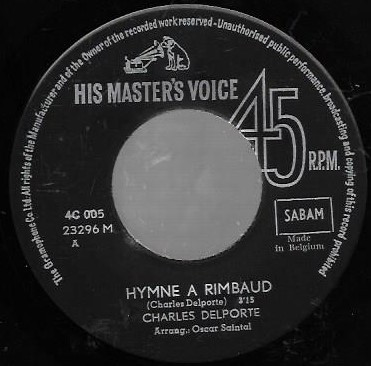 The Gramophone Co. Ltd. All rights of the Manufacturer and of the Owner of the recorded work reserved - Unauthorised public performance, broadcasting and copying of this record prohibited
HIS MASTER'S VOICE
45
R.P.M.
4C 005
23296 M
A
SABAM
Made
in Belgium
HYMNE A RIMBAUD
(Charles Delporte) 3'15
CHARLES DELPORTE
Arrang.: Oscar Saintal